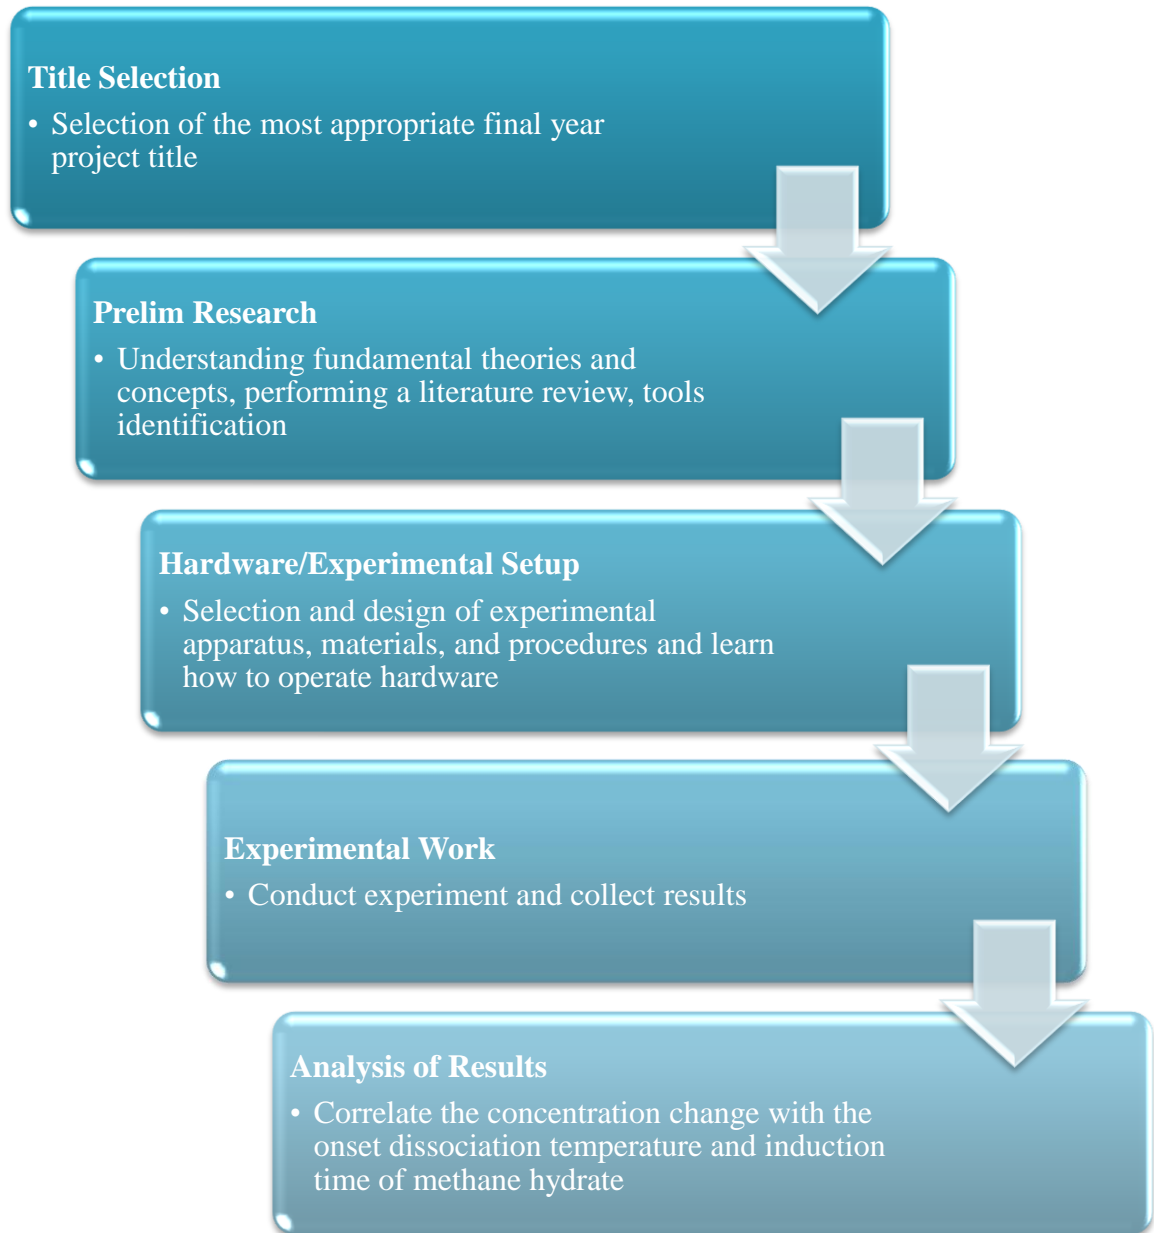 Title Selection
• Selection of the most appropriate final year
project title
Prelim Research
• Understanding fundamental theories and
concepts, performing a literature review, tools
identification
Hardware/Experimental Setup
• Selection and design of experimental
apparatus, materials, and procedures and learn
how to operate hardware
Experimental Work
• Conduct experiment and collect results
Analysis of Results
• Correlate the concentration change with the
onset dissociation temperature and induction
time of methane hydrate